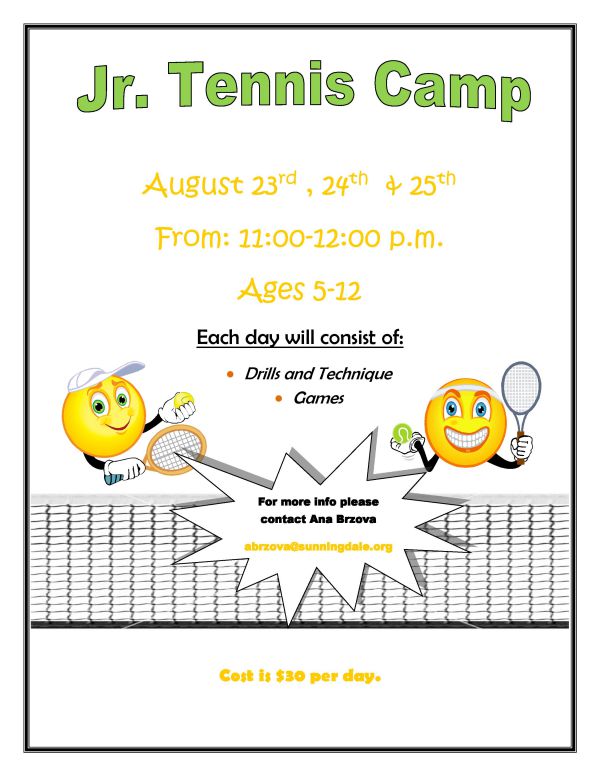 Jr. Tennis Camp
August 23rd , 24th & 25th
From: 11:00-12:00 p.m.
Ages 5-12
Each day will consist of:
• Drills and Technique
• Games
For more info please
contact Ana Brzova
abrzova@sunningdale.org
Cost is $30 per day.